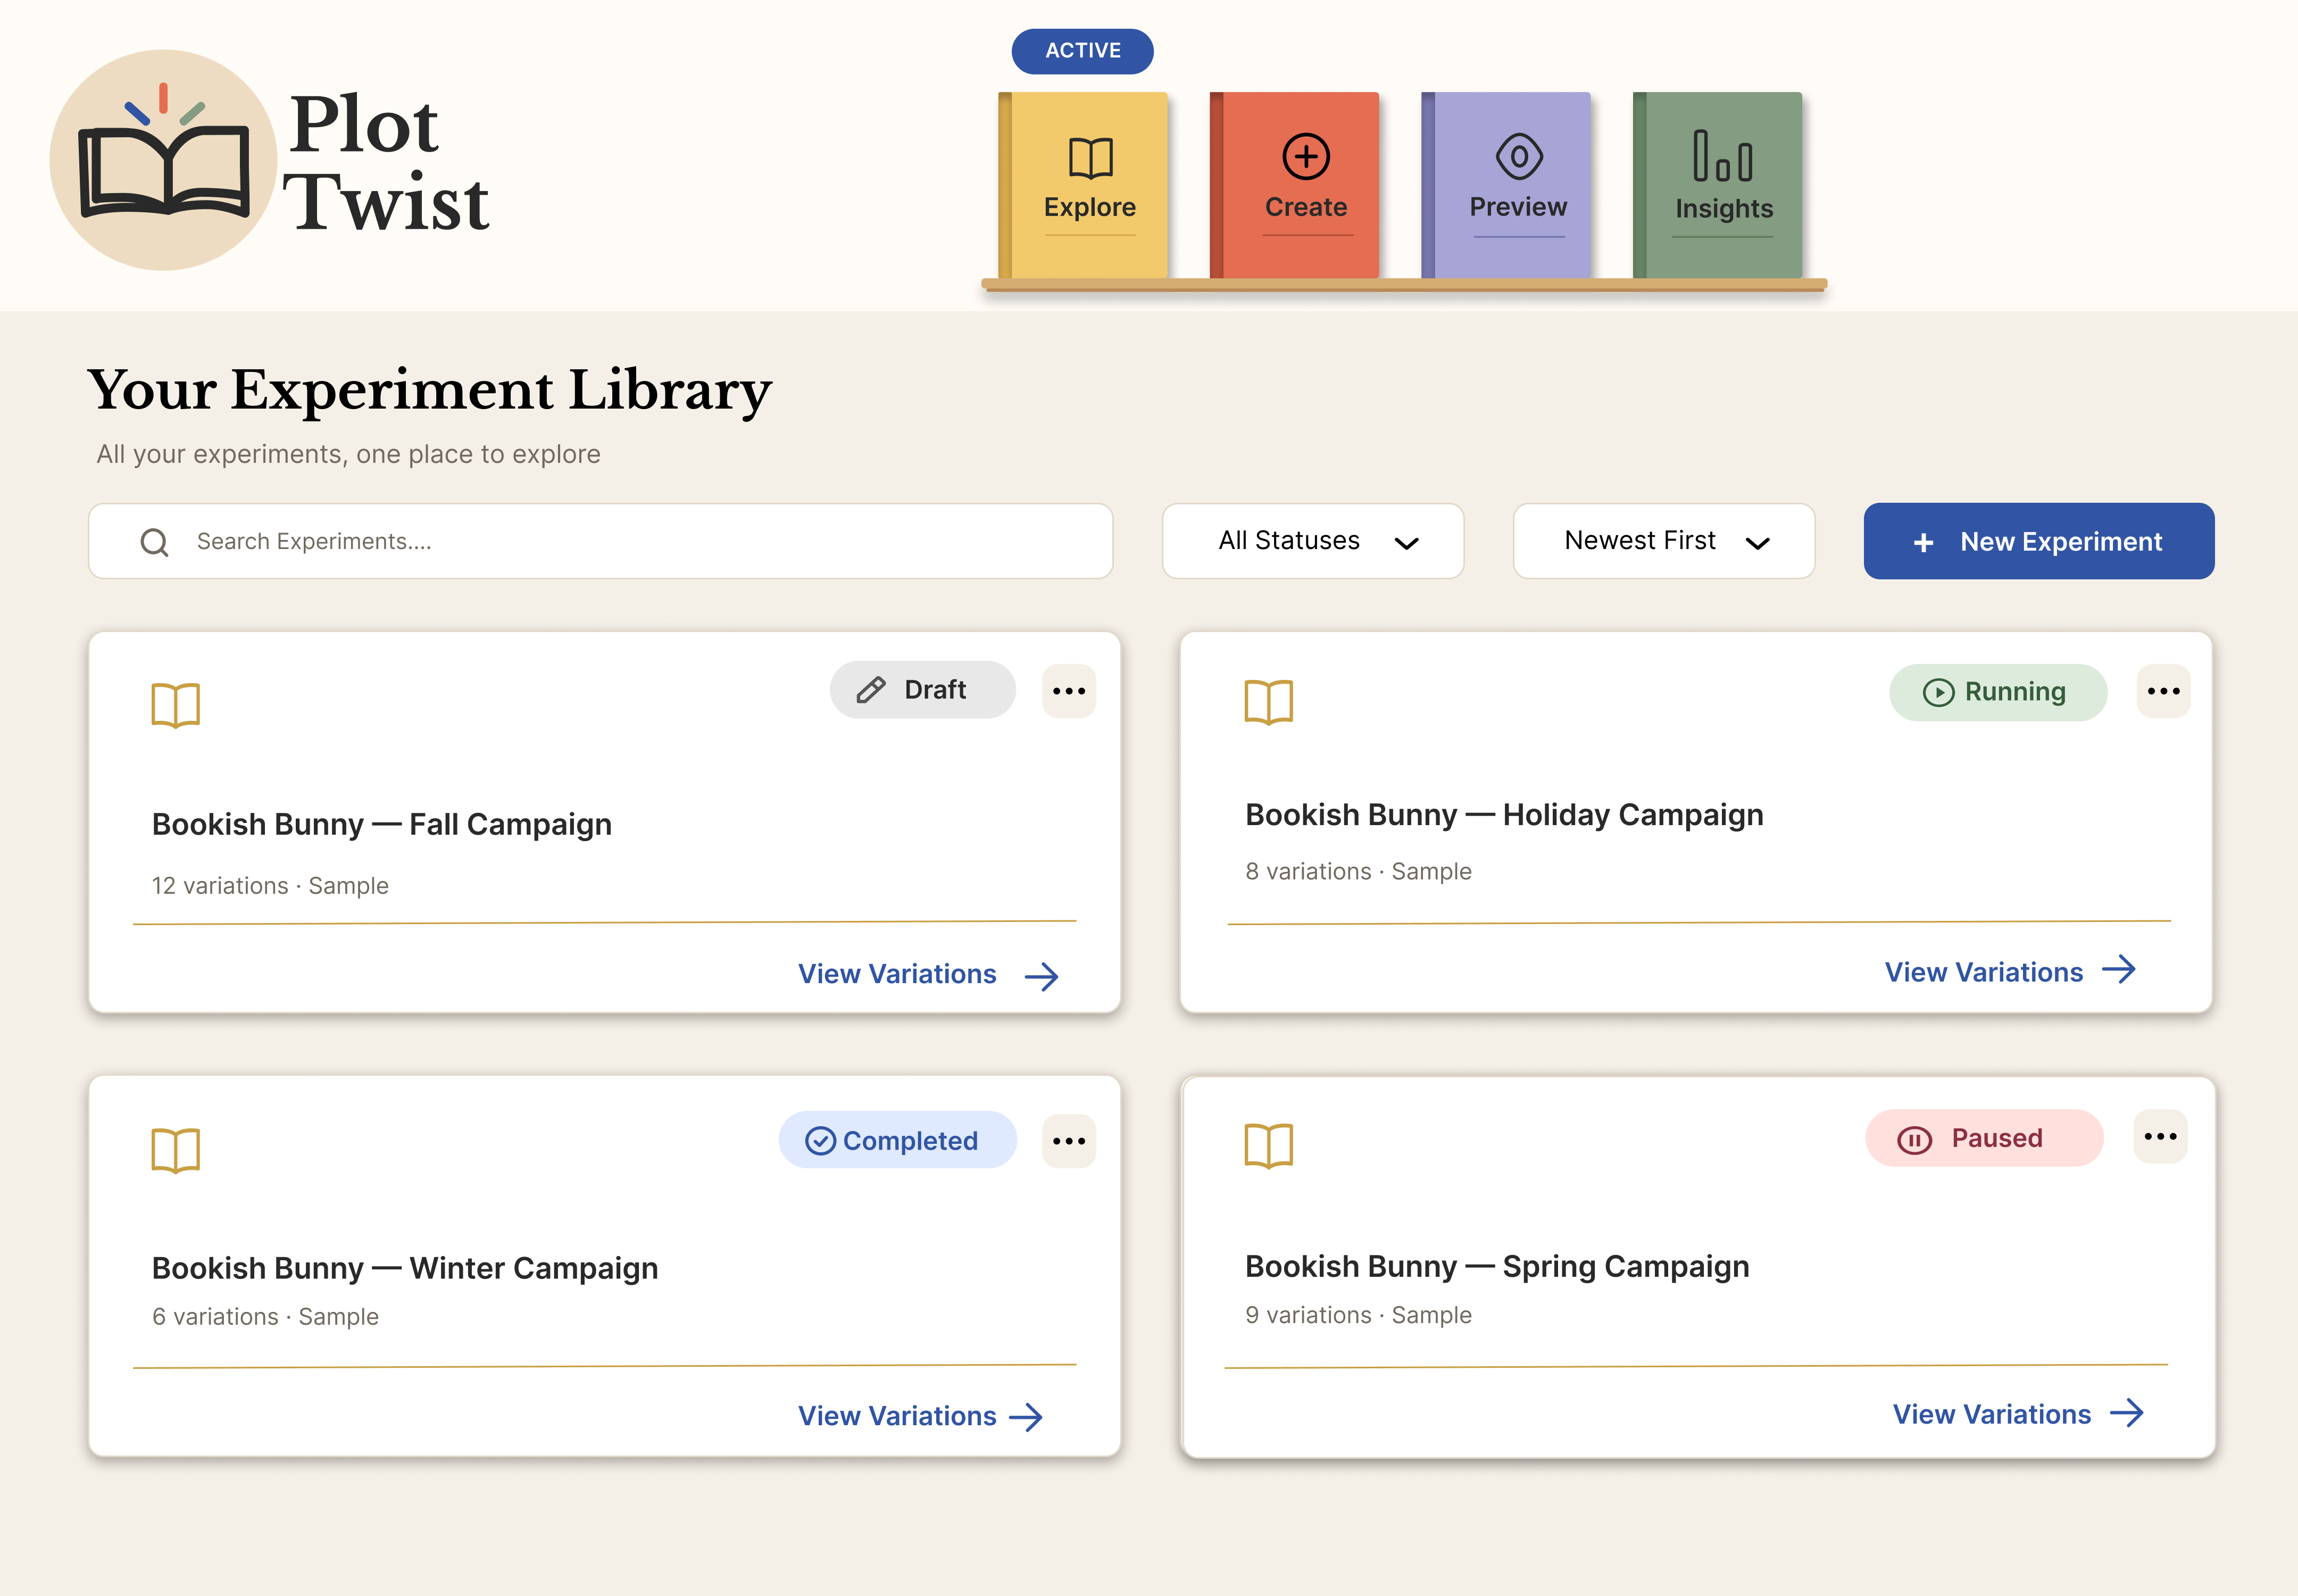 Plot
Twist
ACTIVE
Explore
Create
Preview
Insights
Your Experiment Library
All your experiments, one place to explore
Search Experiments....
All Statuses
Newest First
+ New Experiment
Draft
Bookish Bunny — Fall Campaign
12 variations · Sample
View Variations
Running
Bookish Bunny — Holiday Campaign
8 variations · Sample
View Variations
Completed
Bookish Bunny — Winter Campaign
6 variations · Sample
View Variations
Paused
Bookish Bunny — Spring Campaign
9 variations · Sample
View Variations